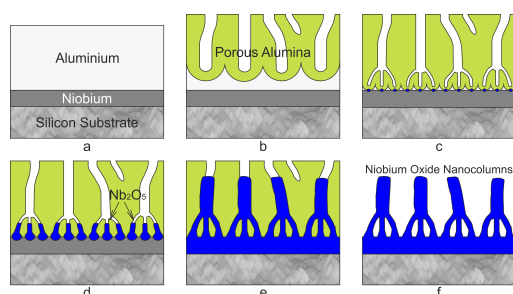 Aluminium
Niobium
Silicon Substrate
a
Porous Alumina
b
c
Nb₂O₅
d
e
Niobium Oxide Nanocolumns
f